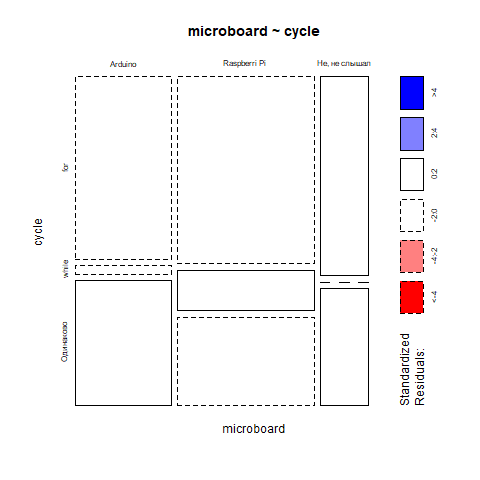 microboard ~ cycle
Arduino
Raspberri Pi
Не, не слышал
for
while
Одинаково
cycle
microboard
>4
2:4
0:2
-2:0
-4:-2
<-4
Standardized
Residuals: